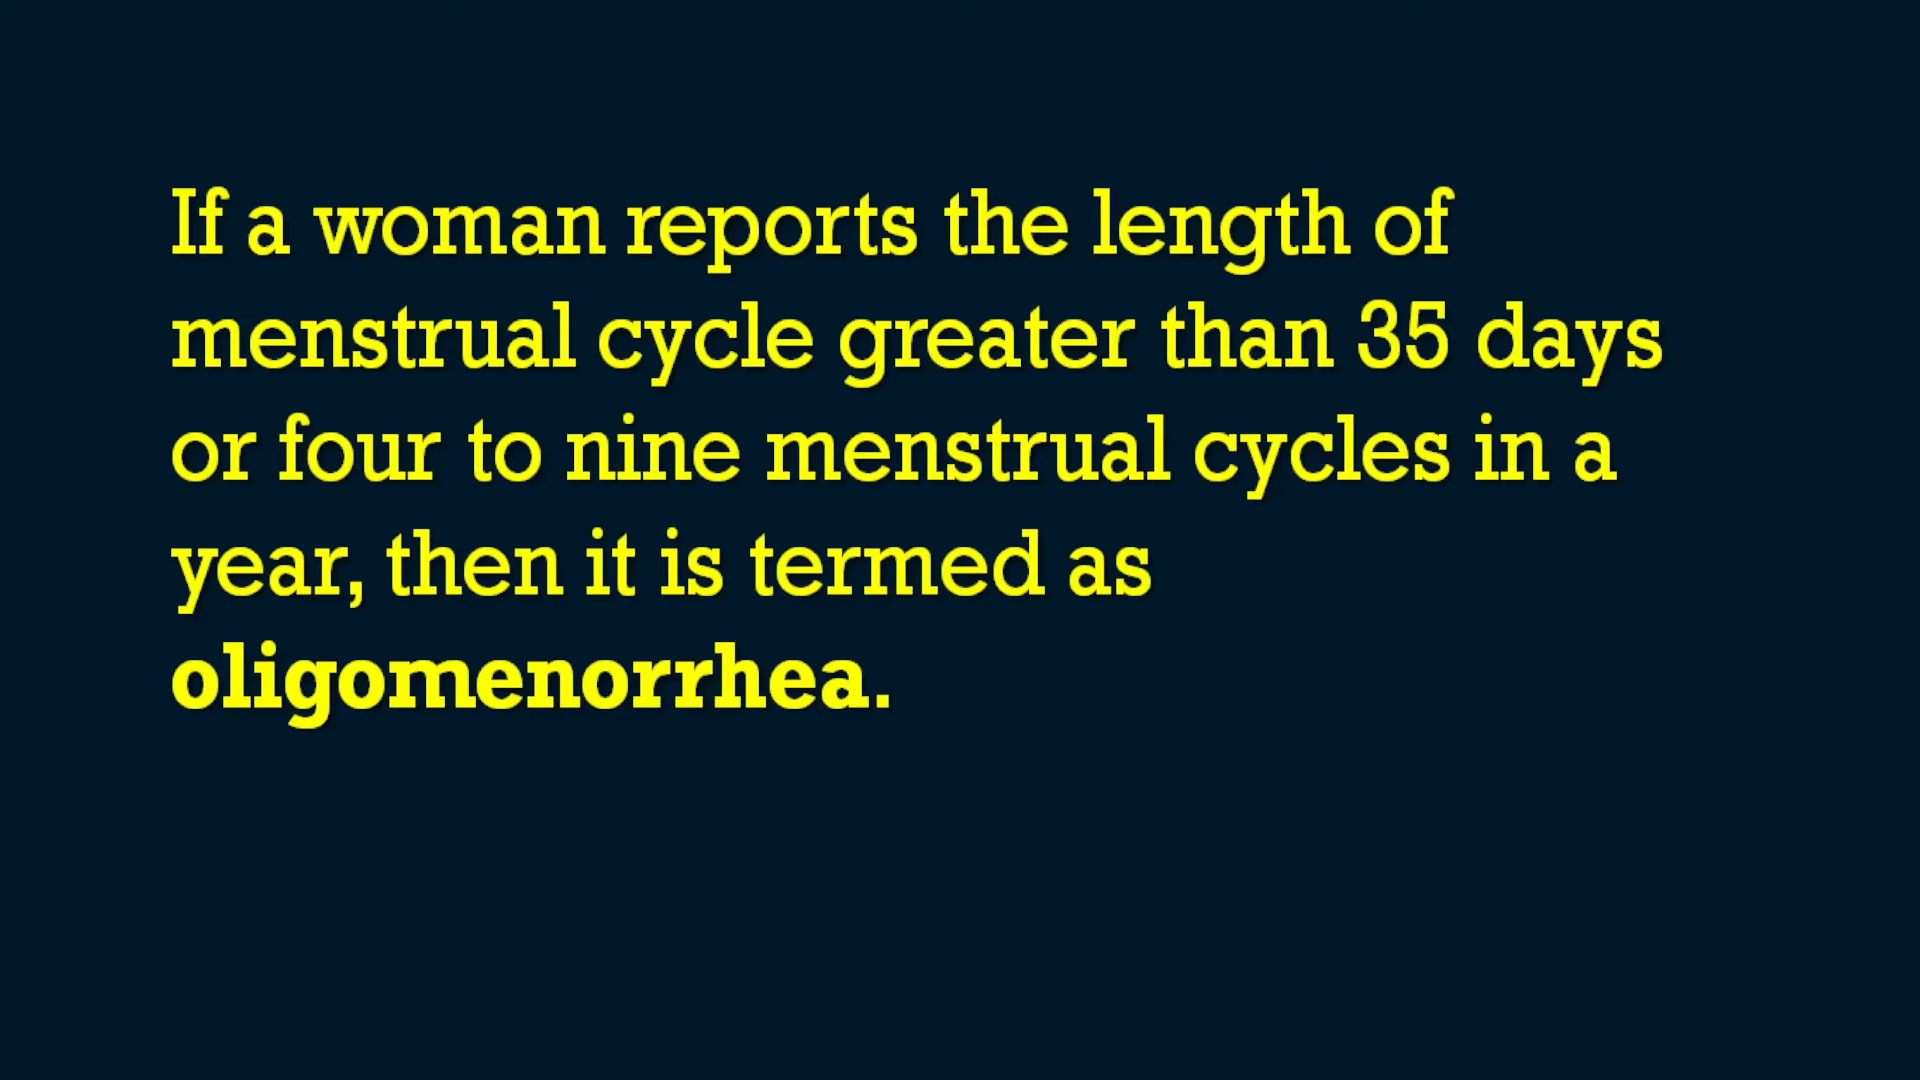 If a woman reports the length of
menstrual cycle greater than 35 days
or four to nine menstrual cycles in a
year, then it is termed as
oligomenorrhea.